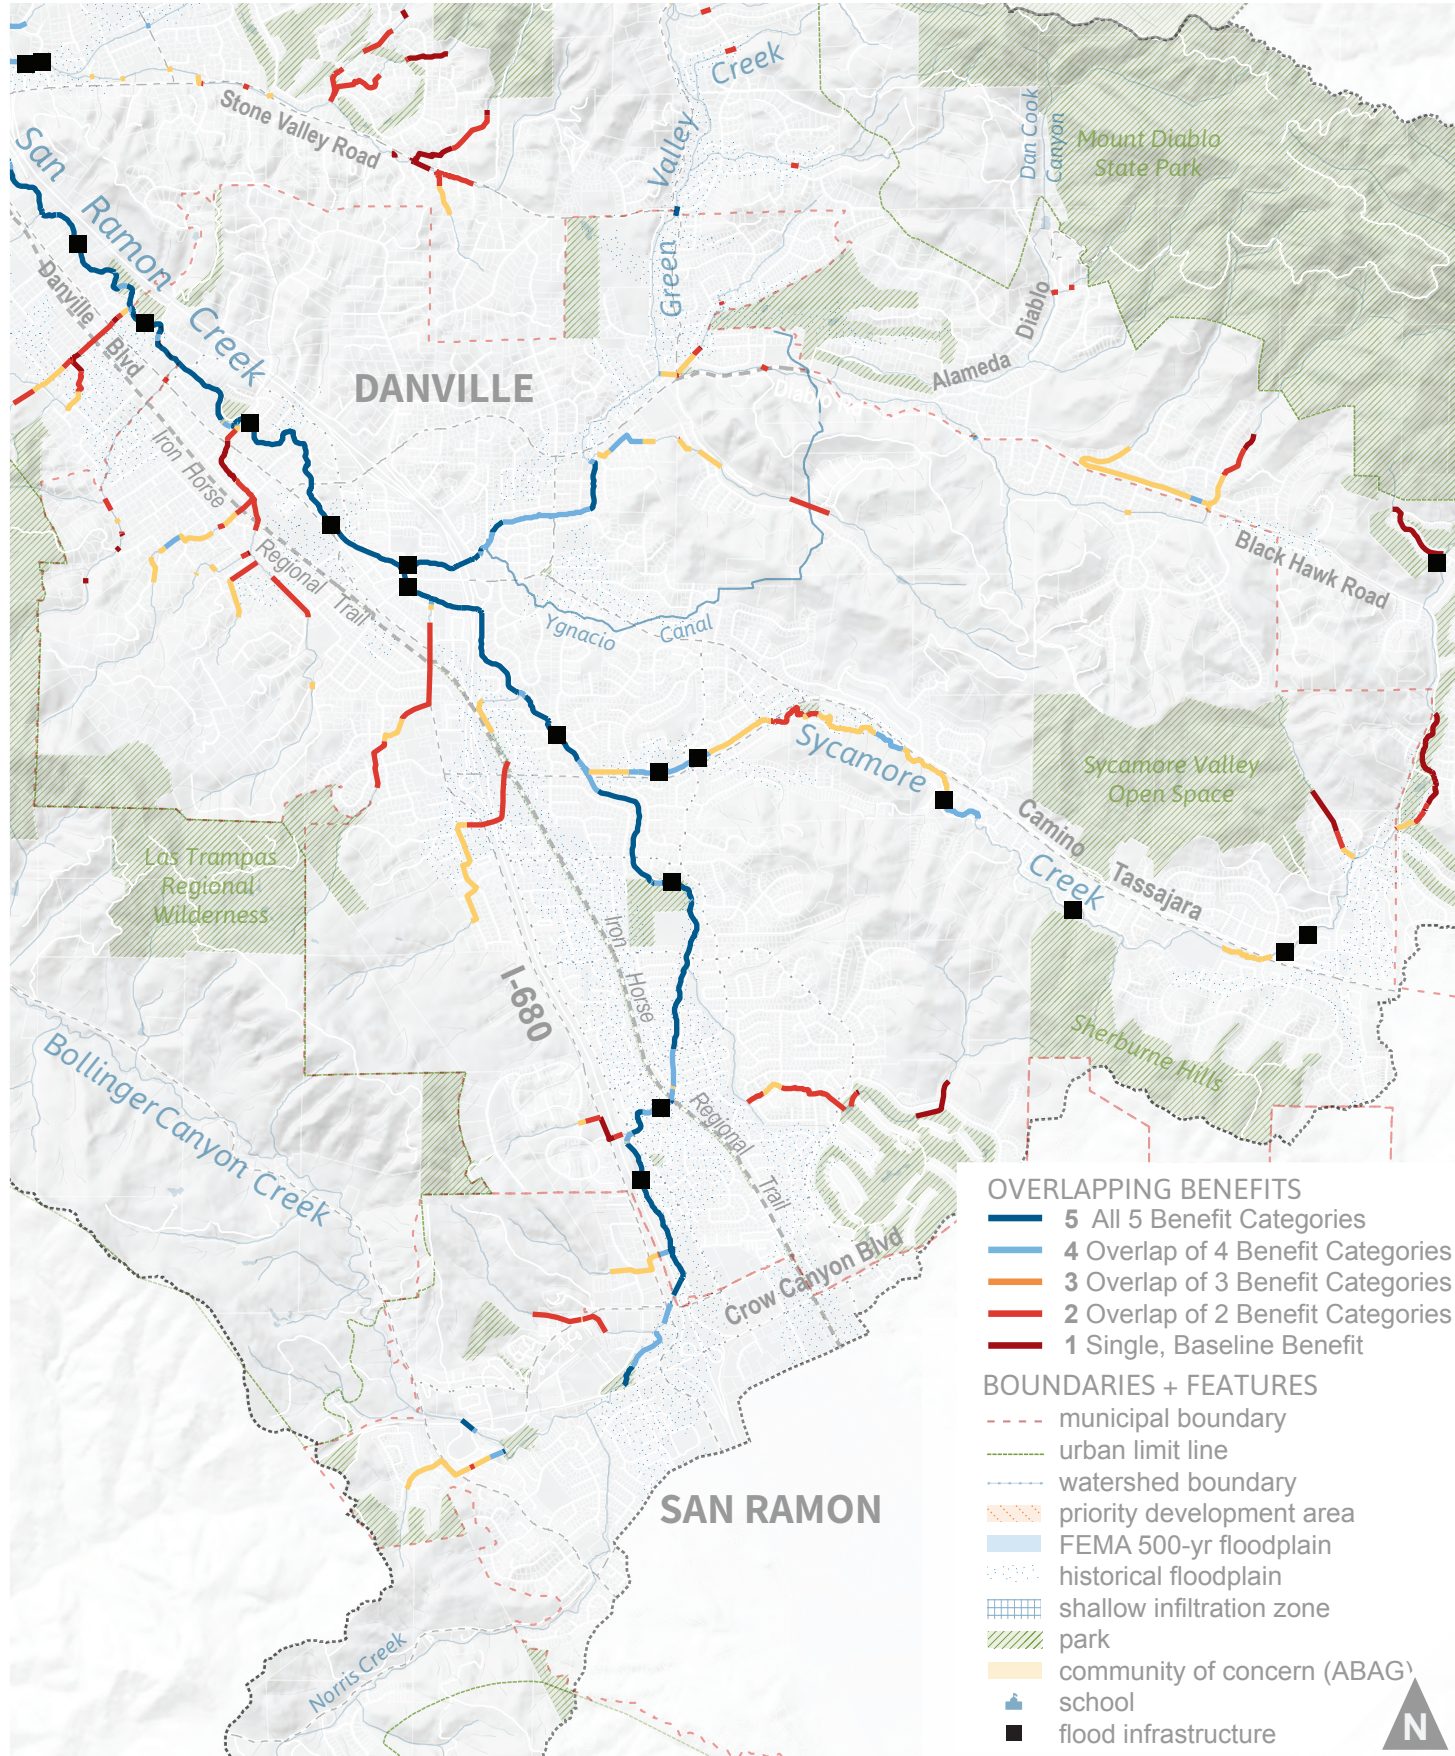 Creek
Valley
Green
Stone Valley Road
Dan Cook
Canyon
Mount Diablo
State Park
San
Ramon
Creek
Danville
Blvd
DANVILLE
Diablo
Alameda
Iron Horse
Regional Trail
Black Hawk Road
Ygnacio
Canal
Sycamore
Creek
Sycamore Valley
Open Space
Camino
Tassajara
Las Trampas
Regional
Wilderness
Iron
Horse
I-680
Regional
Trail
Sherburne Hills
Bollinger Canyon Creek
Crow Canyon Blvd
SAN RAMON
Norris Creek
OVERLAPPING BENEFITS
5 All 5 Benefit Categories
4 Overlap of 4 Benefit Categories
3 Overlap of 3 Benefit Categories
2 Overlap of 2 Benefit Categories
1 Single, Baseline Benefit
BOUNDARIES + FEATURES
municipal boundary
urban limit line
watershed boundary
priority development area
FEMA 500-yr floodplain
historical floodplain
shallow infiltration zone
park
community of concern (ABAG)
school
flood infrastructure
N